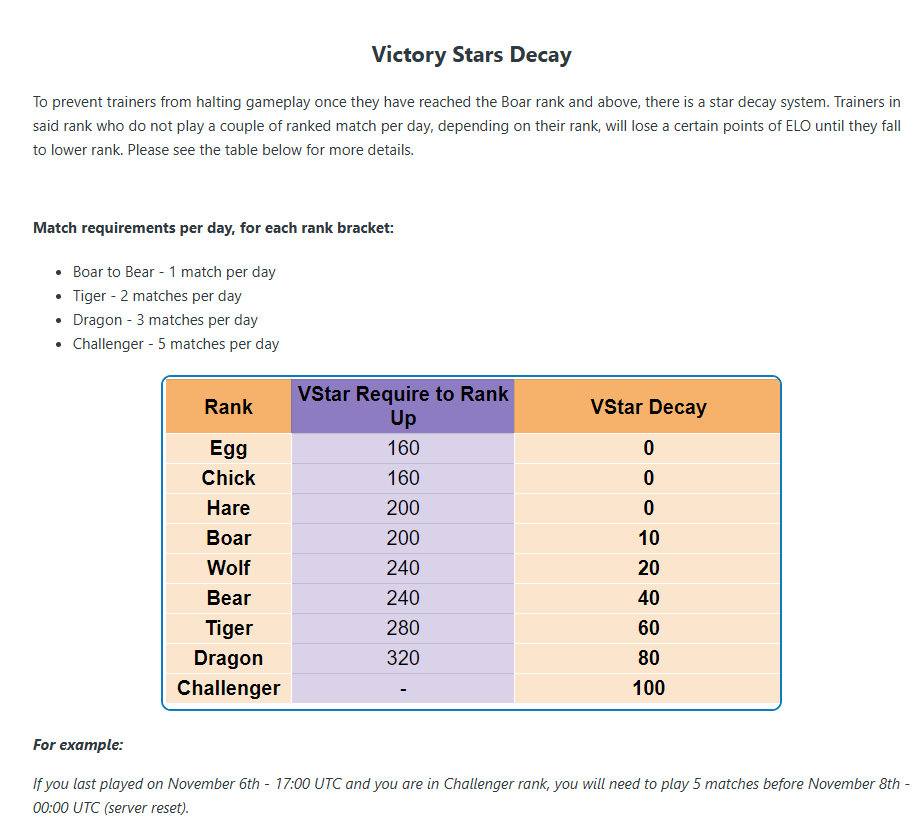 Victory Stars Decay
To prevent trainers from halting gameplay once they have reached the Boar rank and above, there is a star decay system. Trainers in
said rank who do not play a couple of ranked match per day, depending on their rank, will lose a certain points of ELO until they fall
to lower rank. Please see the table below for more details.
Match requirements per day, for each rank bracket:
• Boar to Bear - 1 match per day
• Tiger - 2 matches per day
• Dragon - 3 matches per day
• Challenger - 5 matches per day
Rank VStar Require to Rank Up VStar Decay
Egg 160 0
Chick 160 0
Hare 200 0
Boar 200 10
Wolf 240 20
Bear 240 40
Tiger 280 60
Dragon 320 80
Challenger - 100
For example:
If you last played on November 6th - 17:00 UTC and you are in Challenger rank, you will need to play 5 matches before November 8th -
00:00 UTC (server reset).